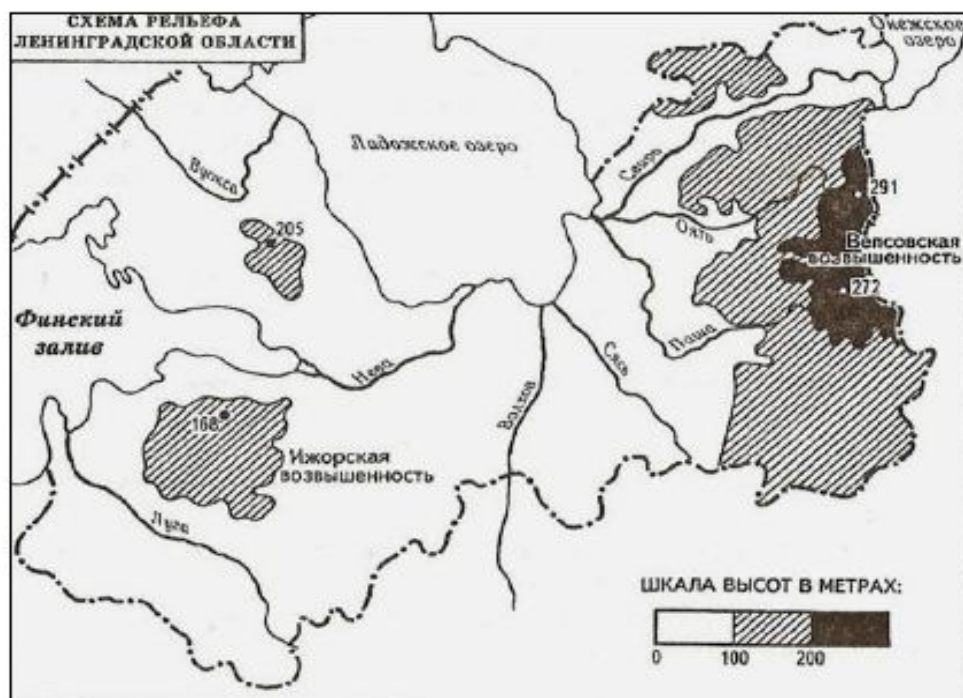 СХЕМА РЕЛЬЕФА
ЛЕНИНГРАДСКОЙ ОБЛАСТИ
Онежское
озеро
Ладожское озеро
Вуокса
Свирь
291
Оять
205
Вепсовская
возвышенность
272
Финский
залив
Паша
Нева
Сясь
Волхов
168
Ижорская
возвышенность
Луга
ШКАЛА ВЫСОТ В МЕТРАХ:
0 100 200